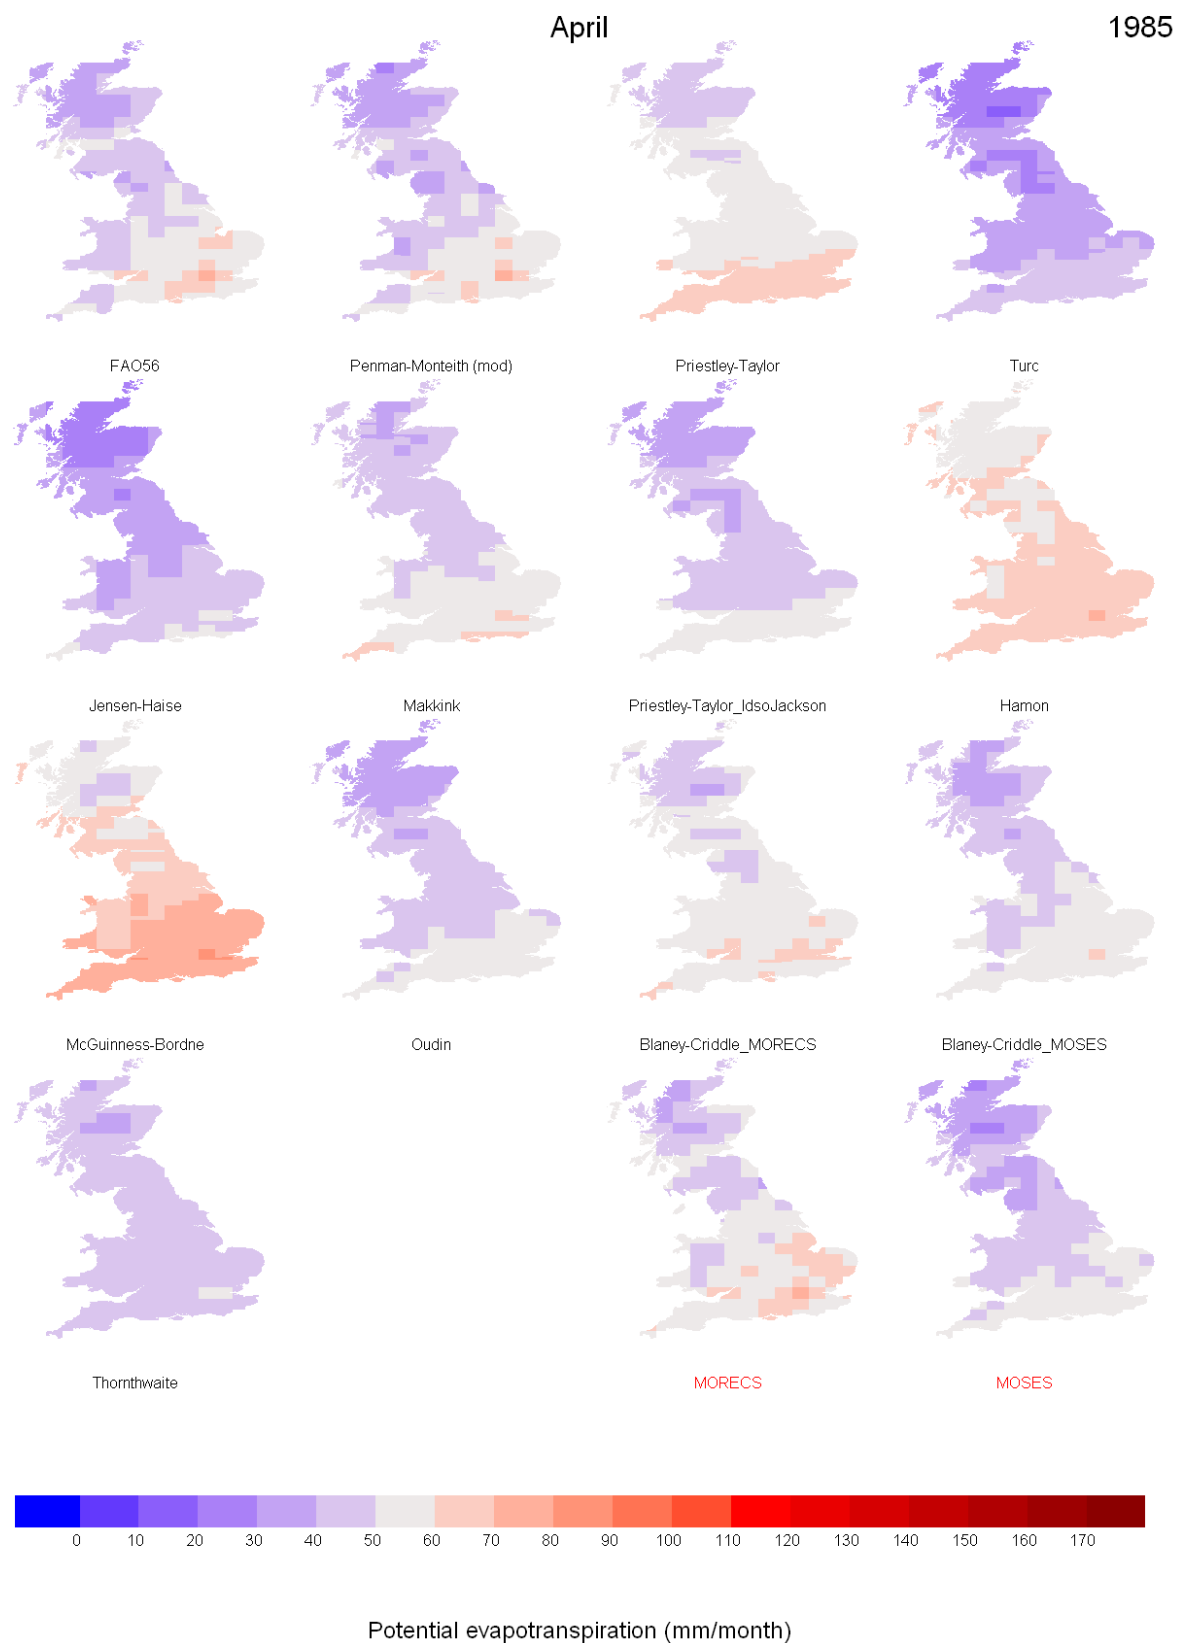 April 1985
FAO56 Penman-Monteith (mod) Priestley-Taylor Turc
Jensen-Haise Makkink Priestley-Taylor_IdsoJackson Hamon
McGuinness-Bordne Oudin Blaney-Criddle_MORECS Blaney-Criddle_MOSES
Thornthwaite MORECS MOSES
0 10 20 30 40 50 60 70 80 90 100 110 120 130 140 150 160 170
Potential evapotranspiration (mm/month)